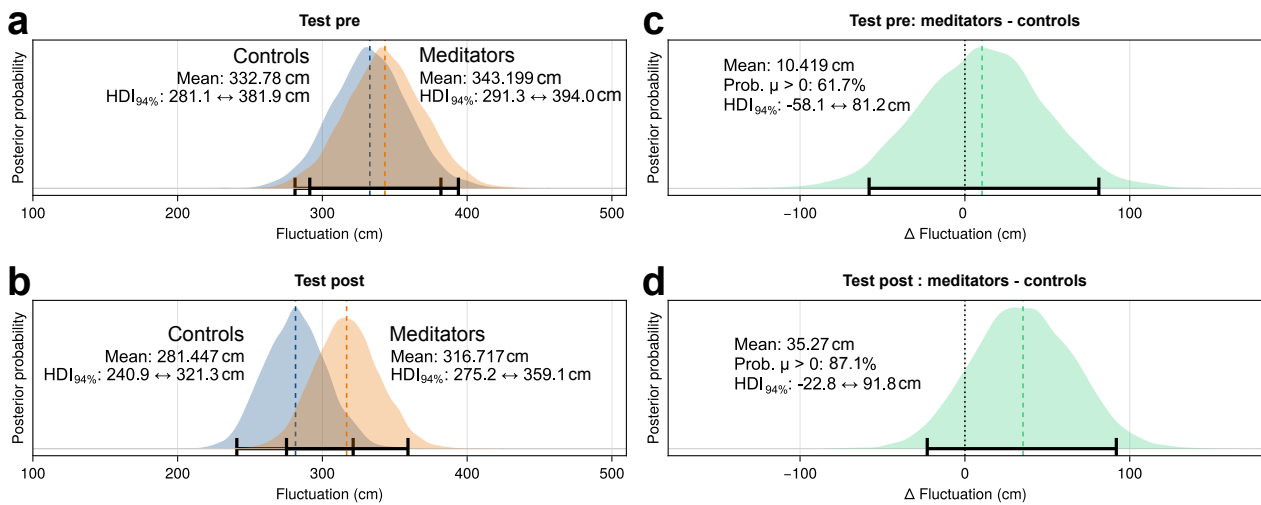 a
Test pre
Posterior probability
Controls
Mean: 332.78 cm
HDI94%: 281.1 ↔ 381.9 cm
Meditators
Mean: 343.199 cm
HDI94%: 291.3 ↔ 394.0 cm
100 200 300 400 500
Fluctuation (cm)
c
Test pre: meditators - controls
Posterior probability
Mean: 10.419 cm
Prob. μ > 0: 61.7%
HDI94%: -58.1 ↔ 81.2 cm
−100 0 100
Δ Fluctuation (cm)
b
Test post
Posterior probability
Controls
Mean: 281.447 cm
HDI94%: 240.9 ↔ 321.3 cm
Meditators
Mean: 316.717 cm
HDI94%: 275.2 ↔ 359.1 cm
100 200 300 400 500
Fluctuation (cm)
d
Test post : meditators - controls
Posterior probability
Mean: 35.27 cm
Prob. μ > 0: 87.1%
HDI94%: -22.8 ↔ 91.8 cm
−100 0 100
Δ Fluctuation (cm)